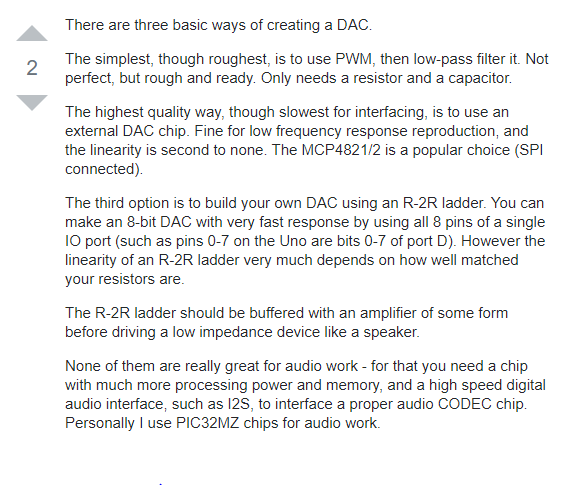 There are three basic ways of creating a DAC.
The simplest, though roughest, is to use PWM, then low-pass filter it. Not
2
perfect, but rough and ready. Only needs a resistor and a capacitor.
The highest quality way, though slowest for interfacing, is to use an
external DAC chip. Fine for low frequency response reproduction, and
the linearity is second to none. The MCP4821/2 is a popular choice (SPI
connected).
The third option is to build your own DAC using an R-2R ladder. You can
make an 8-bit DAC with very fast response by using all 8 pins of a single
IO port (such as pins 0-7 on the Uno are bits 0-7 of port D). However the
linearity of an R-2R ladder very much depends on how well matched
your resistors are.
The R-2R ladder should be buffered with an amplifier of some form
before driving a low impedance device like a speaker.
None of them are really great for audio work - for that you need a chip
with much more processing power and memory, and a high speed digital
audio interface, such as I2S, to interface a proper audio CODEC chip.
Personally I use PIC32MZ chips for audio work.